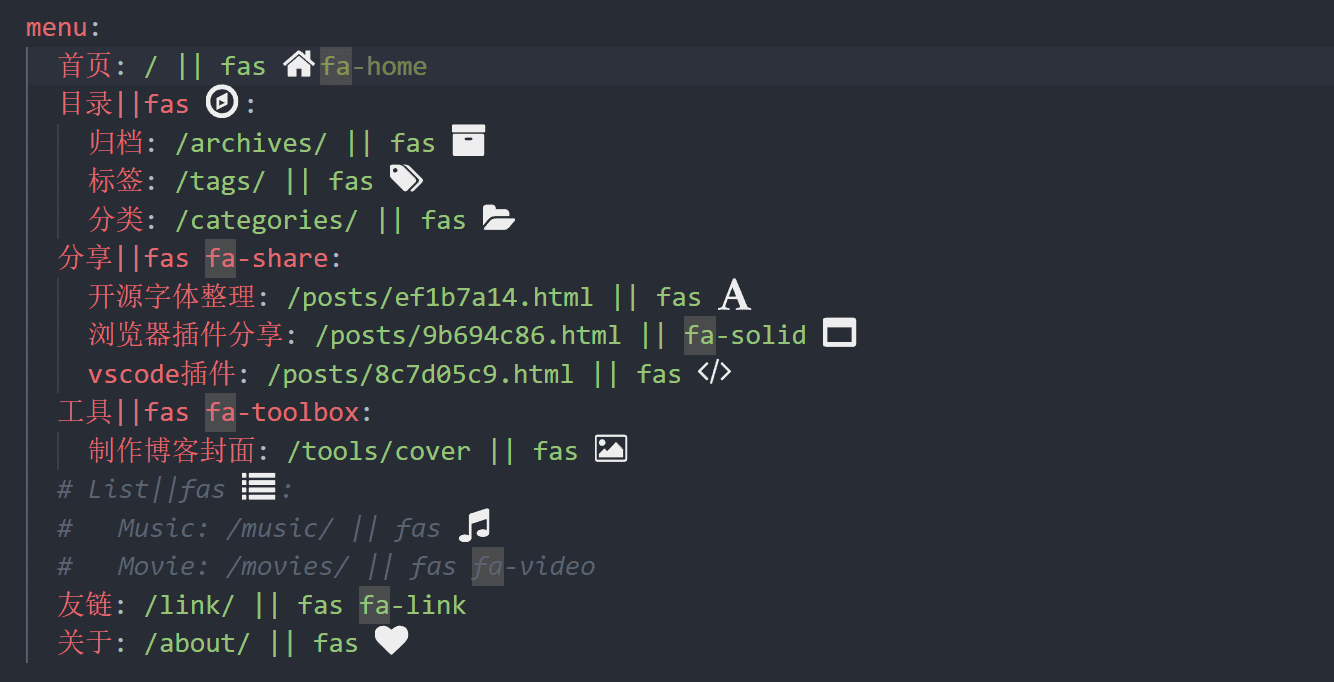 menu:
首页: / || fas fa-home
目录||fas :
归档: /archives/ || fas
标签: /tags/ || fas
分类: /categories/ || fas
分享||fas fa-share:
开源字体整理: /posts/ef1b7a14.html || fas
浏览器插件分享: /posts/9b694c86.html || fa-solid
vscode插件: /posts/8c7d05c9.html || fas
工具||fas fa-toolbox:
制作博客封面: /tools/cover || fas
# List||fas :
# Music: /music/ || fas
# Movie: /movies/ || fas fa-video
友链: /link/ || fas fa-link
关于: /about/ || fas